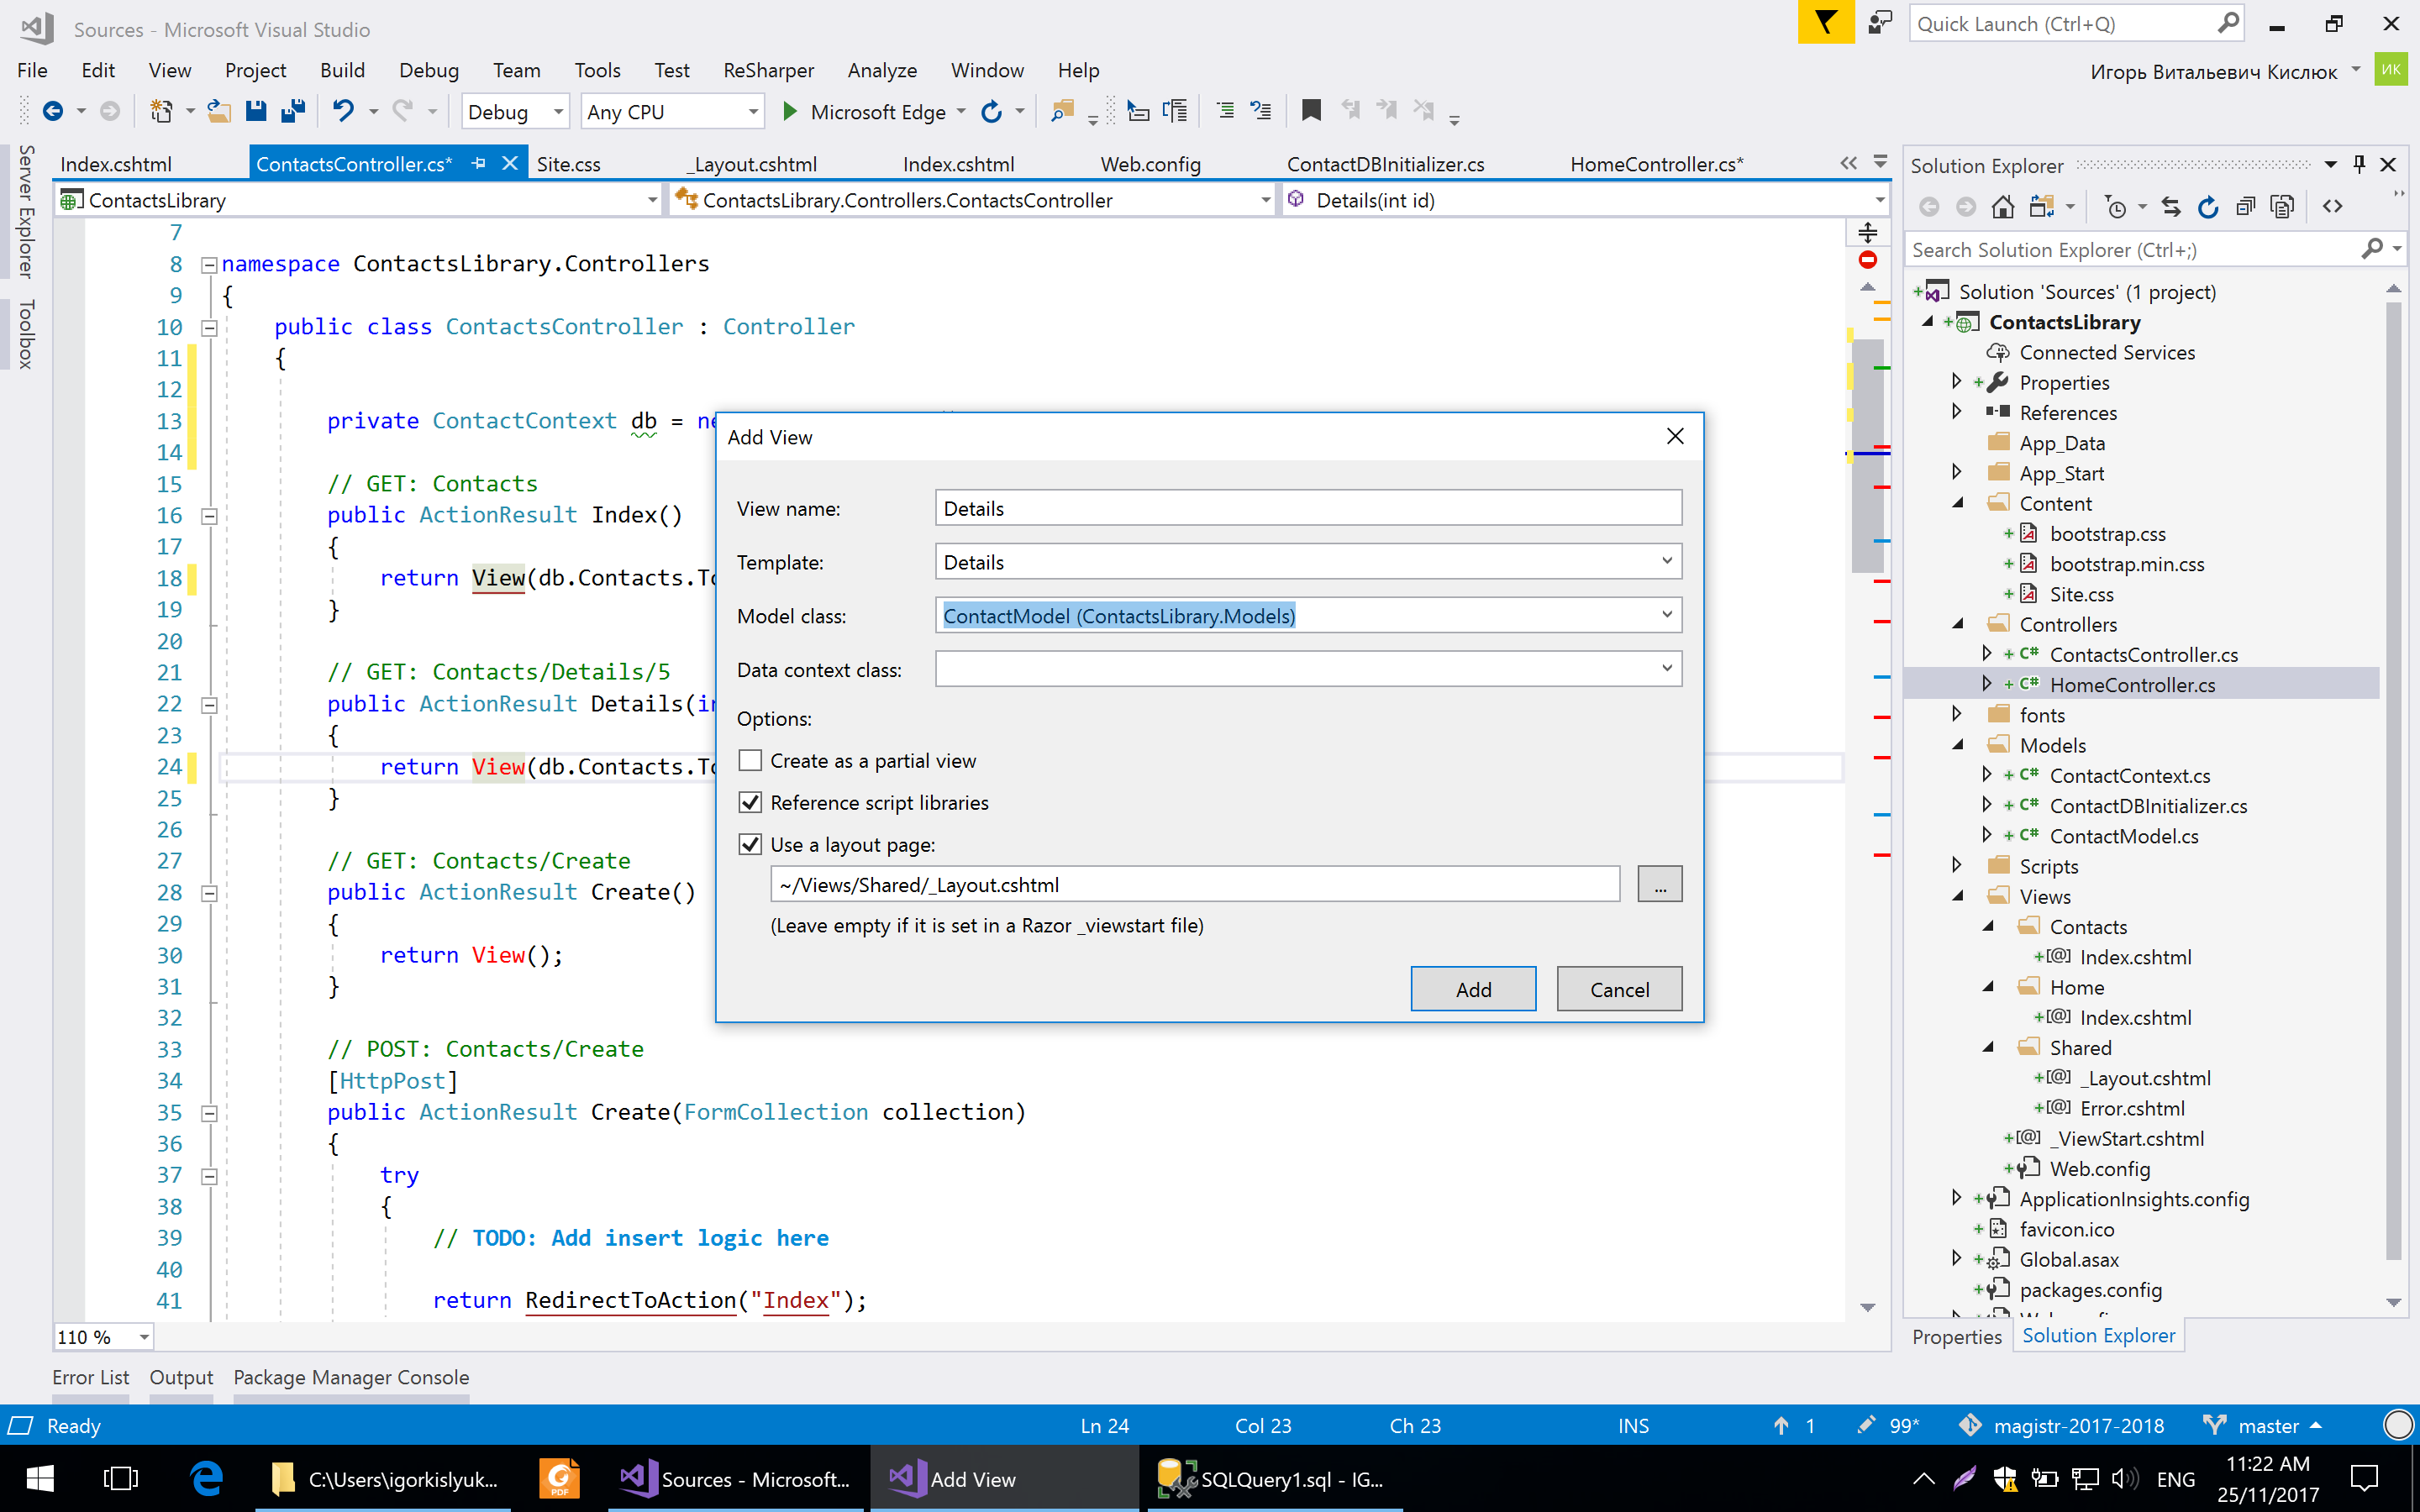 Sources - Microsoft Visual Studio
Quick Launch (Ctrl+Q)
File Edit View Project Build Debug Team Tools Test ReSharper Analyze Window Help
Игорь Витальевич Кислюк ИК
Debug Any CPU Microsoft Edge
Server Explorer
Toolbox
Index.cshtml ContactsController.cs* Site.css _Layout.cshtml Index.cshtml Web.config ContactDBInitializer.cs HomeController.cs*
ContactsLibrary ContactsLibrary.Controllers.ContactsController Details(int id)
7
8 namespace ContactsLibrary.Controllers
9 {
10 public class ContactsController : Controller
11 {
12
13 private ContactContext db = ne
14
15 // GET: Contacts
16 public ActionResult Index()
17 {
18 return View(db.Contacts.To
19 }
20
21 // GET: Contacts/Details/5
22 public ActionResult Details(in
23 {
24 return View(db.Contacts.To
25 }
26
27 // GET: Contacts/Create
28 public ActionResult Create()
29 {
30 return View();
31 }
32
33 // POST: Contacts/Create
34 [HttpPost]
35 public ActionResult Create(FormCollection collection)
36 {
37 try
38 {
39 // TODO: Add insert logic here
40
41 return RedirectToAction("Index");
110 %
Add View
View name: Details
Template: Details
Model class: ContactModel (ContactsLibrary.Models)
Data context class:
Options:
Create as a partial view
Reference script libraries
Use a layout page:
~/Views/Shared/_Layout.cshtml ...
(Leave empty if it is set in a Razor _viewstart file)
Add Cancel
Solution Explorer
Search Solution Explorer (Ctrl+;)
Solution 'Sources' (1 project)
ContactsLibrary
Connected Services
Properties
References
App_Data
App_Start
Content
bootstrap.css
bootstrap.min.css
Site.css
Controllers
C# ContactsController.cs
C# HomeController.cs
fonts
Models
C# ContactContext.cs
C# ContactDBInitializer.cs
C# ContactModel.cs
Scripts
Views
Contacts
[@] Index.cshtml
Home
[@] Index.cshtml
Shared
[@] _Layout.cshtml
[@] Error.cshtml
[@] _ViewStart.cshtml
Web.config
ApplicationInsights.config
favicon.ico
Global.asax
packages.config
Properties Solution Explorer
Error List Output Package Manager Console
Ready Ln 24 Col 23 Ch 23 INS 1 99* magistr-2017-2018 master
C:\Users\igorkislyuk... PDF Sources - Microsoft... Add View SQLQuery1.sql - IG... ENG 11:22 AM
25/11/2017